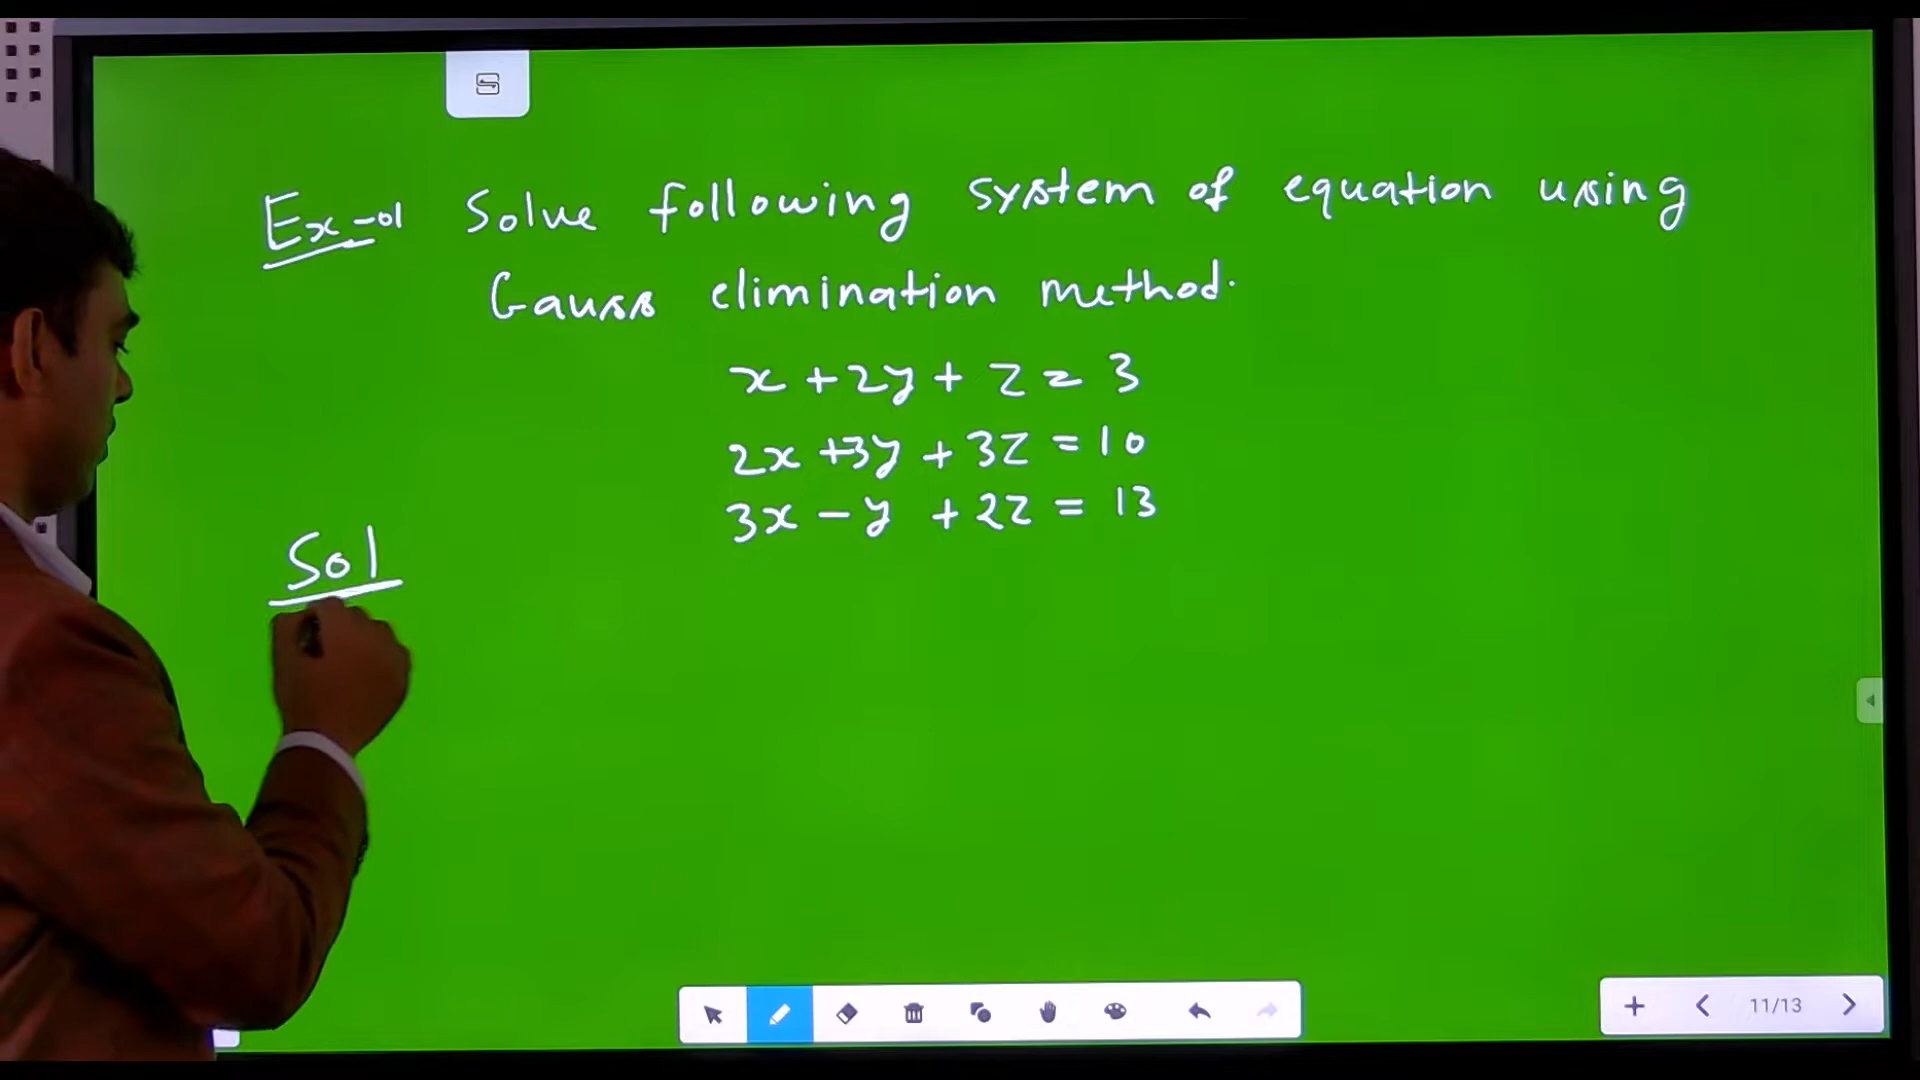 Ex-01 Solve following system of equation using
Gauss elimination method.
x + 2y + z = 3
2x + 3y + 3z = 10
3x - y + 2z = 13
Sol
11/13